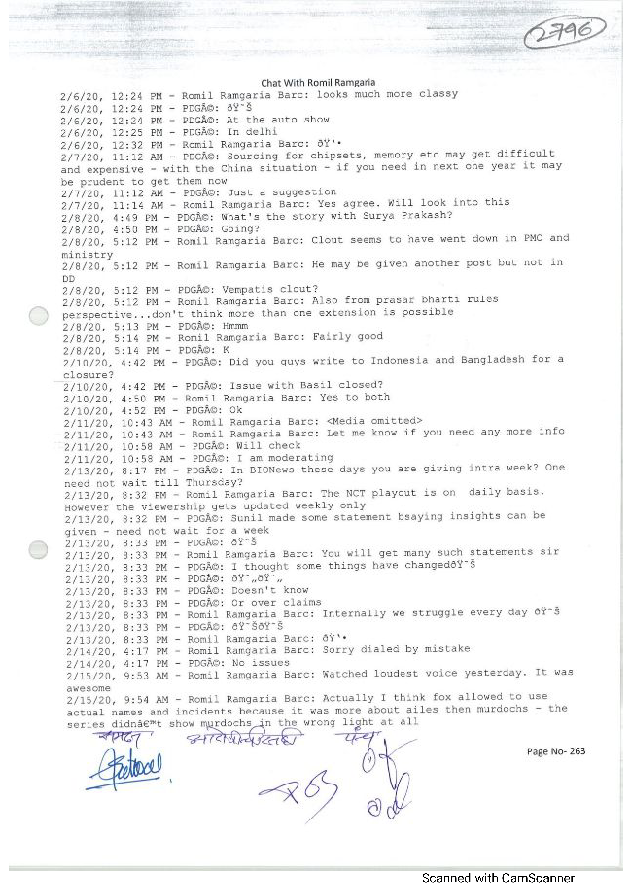 2796
Chat With Romil Ramgaria
2/6/20, 12:24 PM - Romil Ramgaria Barc: looks much more classy
2/6/20, 12:24 PM - PDGÂ©: ðŸ˜Š
2/6/20, 12:24 PM - PDGÂ©: At the auto show
2/6/20, 12:25 PM - PDGÂ©: In delhi
2/6/20, 12:32 PM - Romil Ramgaria Barc: ðŸ'•
2/7/20, 11:12 AM - PDGÂ©: Sourcing for chipsets, memory etc may get difficult
and expensive - with the China situation - if you need in next one year it may
be prudent to get them now
2/7/20, 11:12 AM - PDGÂ©: Just a suggestion
2/7/20, 11:14 AM - Romil Ramgaria Barc: Yes agree. Will look into this
2/8/20, 4:49 PM - PDGÂ©: What's the story with Surya Prakash?
2/8/20, 4:50 PM - PDGÂ©: Going?
2/8/20, 5:12 PM - Romil Ramgaria Barc: Clout seems to have went down in PMC and
ministry
2/8/20, 5:12 PM - Romil Ramgaria Barc: He may be given another post but not in
DD
2/8/20, 5:12 PM - PDGÂ©: Vempatis clout?
2/8/20, 5:12 PM - Romil Ramgaria Barc: Also from prasar bharti rules
perspective...don't think more than one extension is possible
2/8/20, 5:13 PM - PDGÂ©: Hmmm
2/8/20, 5:14 PM - Romil Ramgaria Barc: Fairly good
2/8/20, 5:14 PM - PDGÂ©: K
2/10/20, 4:42 PM - PDGÂ©: Did you guys write to Indonesia and Bangladesh for a
closure?
2/10/20, 4:42 PM - PDGÂ©: Issue with Basil closed?
2/10/20, 4:50 PM - Romil Ramgaria Barc: Yes to both
2/10/20, 4:52 PM - PDGÂ©: Ok
2/11/20, 10:43 AM - Romil Ramgaria Barc: <Media omitted>
2/11/20, 10:43 AM - Romil Ramgaria Barc: Let me know if you need any more info
2/11/20, 10:58 AM - PDGÂ©: Will check
2/11/20, 10:58 AM - PDGÂ©: I am moderating
2/13/20, 8:17 PM - PDGÂ©: In BIONews these days you are giving intra week? One
need not wait till Thursday?
2/13/20, 8:32 PM - Romil Ramgaria Barc: The NCT playout is on daily basis.
However the viewership gets updated weekly only
2/13/20, 8:32 PM - PDGÂ©: Sunil made some statement bsaying insights can be
given - need not wait for a week
2/13/20, 8:33 PM - PDGÂ©: ðŸ˜Š
2/13/20, 8:33 PM - Romil Ramgaria Barc: You will get many such statements sir
2/13/20, 8:33 PM - PDGÂ©: I thought some things have changedðŸ˜Š
2/13/20, 8:33 PM - PDGÂ©: ðŸ˜„ðŸ˜„
2/13/20, 8:33 PM - PDGÂ©: Doesn't know
2/13/20, 8:33 PM - PDGÂ©: Or over claims
2/13/20, 8:33 PM - Romil Ramgaria Barc: Internally we struggle every day ðŸ˜Š
2/13/20, 8:33 PM - PDGÂ©: ðŸ˜ŠðŸ˜Š
2/13/20, 8:33 PM - Romil Ramgaria Barc: ðŸ'•
2/14/20, 4:17 PM - Romil Ramgaria Barc: Sorry dialed by mistake
2/14/20, 4:17 PM - PDGÂ©: No issues
2/15/20, 9:53 AM - Romil Ramgaria Barc: Watched loudest voice yesterday. It was
awesome
2/15/20, 9:54 AM - Romil Ramgaria Barc: Actually I think fox allowed to use
actual names and incidents because it was more about ailes then murdochs - the
series didnâ€™t show murdochs in the wrong light at all
पंच
Page No- 263
Scanned with CamScanner